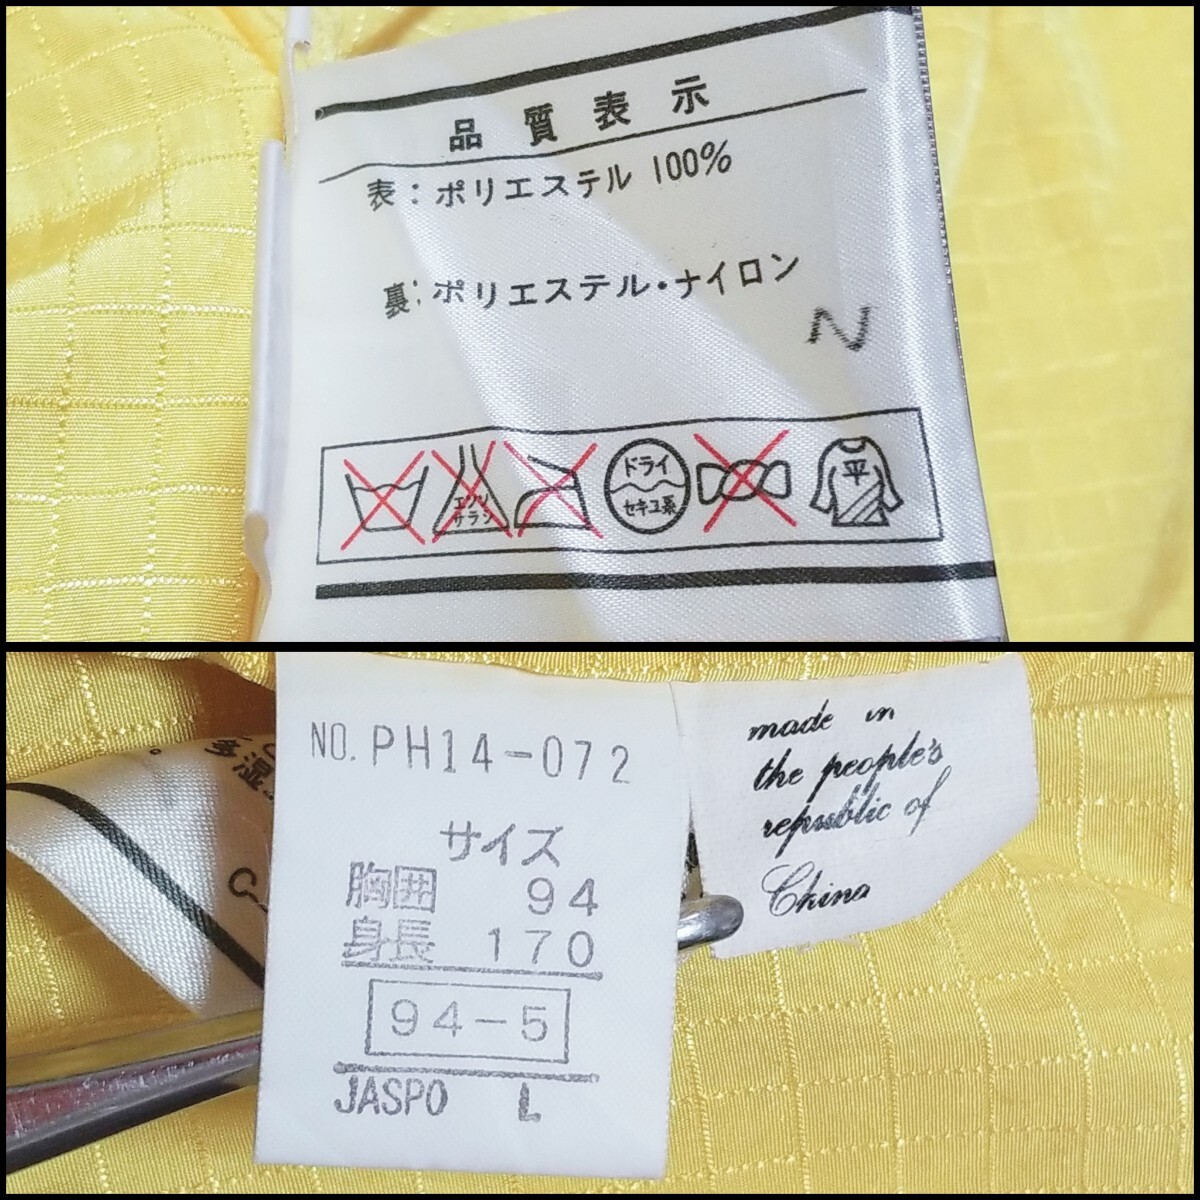 品質表示
表：ポリエステル 100%
裏：ポリエステル・ナイロン
N
エンソ
サラシ
ドライ
セキユ系
平
多湿
NO.PH14-072
サイズ
胸囲 94
身長 170
94-5
JASPO L
made in
the people's
republic of
China